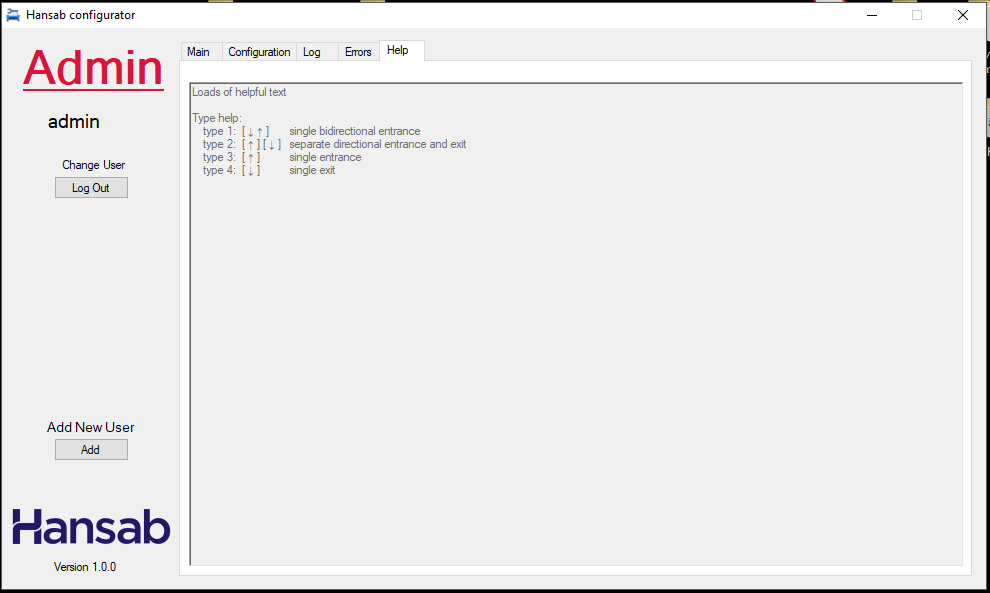 Hansab configurator
Admin
admin
Change User
Log Out
Add New User
Add
Hansab
Version 1.0.0
Main Configuration Log Errors Help
Loads of helpful text
Type help:
type 1: [↓↑] single bidirectional entrance
type 2: [↑][↓] separate directional entrance and exit
type 3: [↑] single entrance
type 4: [↓] single exit